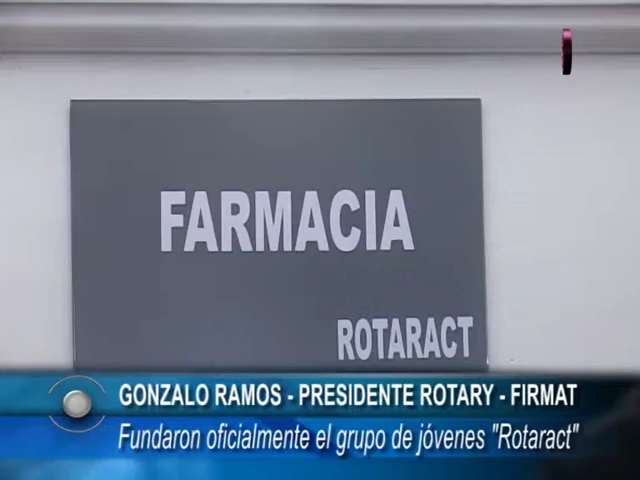 FARMACIA
ROTARACT
GONZALO RAMOS - PRESIDENTE ROTARY - FIRMAT
Fundaron oficialmente el grupo de jóvenes "Rotaract"